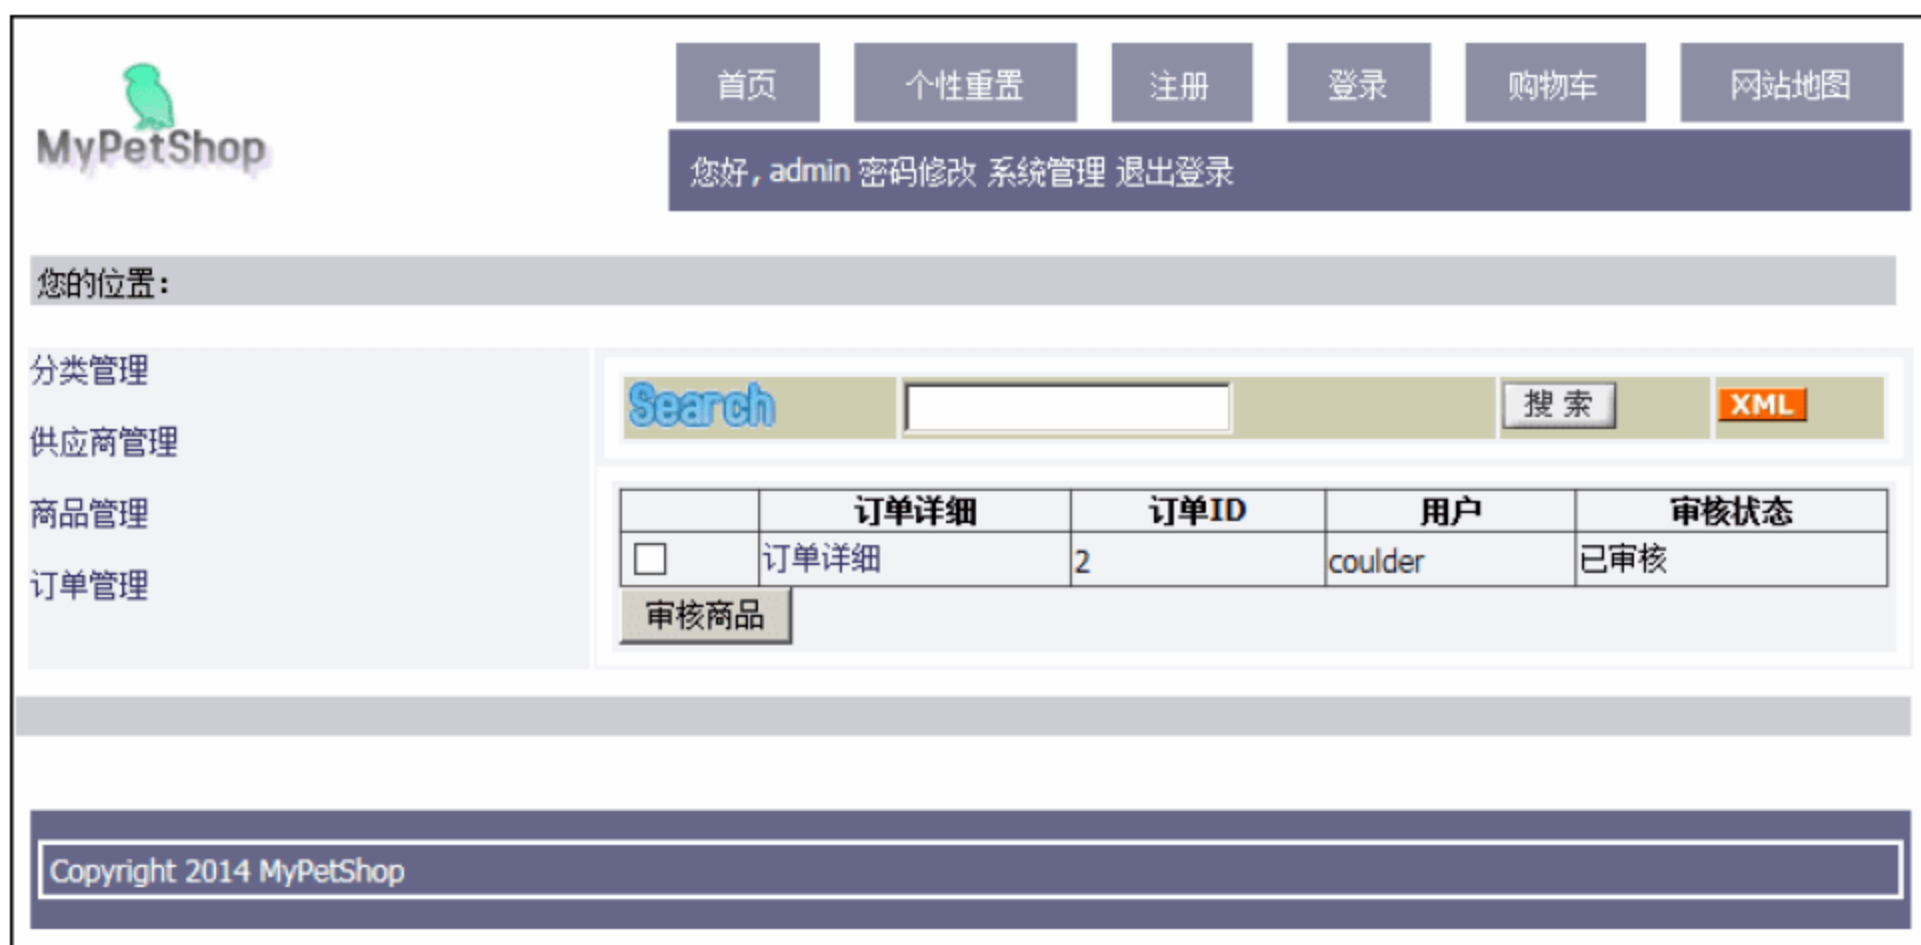 MyPetShop
首页 个性重置 注册 登录 购物车 网站地图
您好, admin 密码修改 系统管理 退出登录
您的位置:
分类管理
供应商管理
商品管理
订单管理
Search 搜索 XML
订单详细 订单ID 用户 审核状态
订单详细 2 coulder 已审核
审核商品
Copyright 2014 MyPetShop